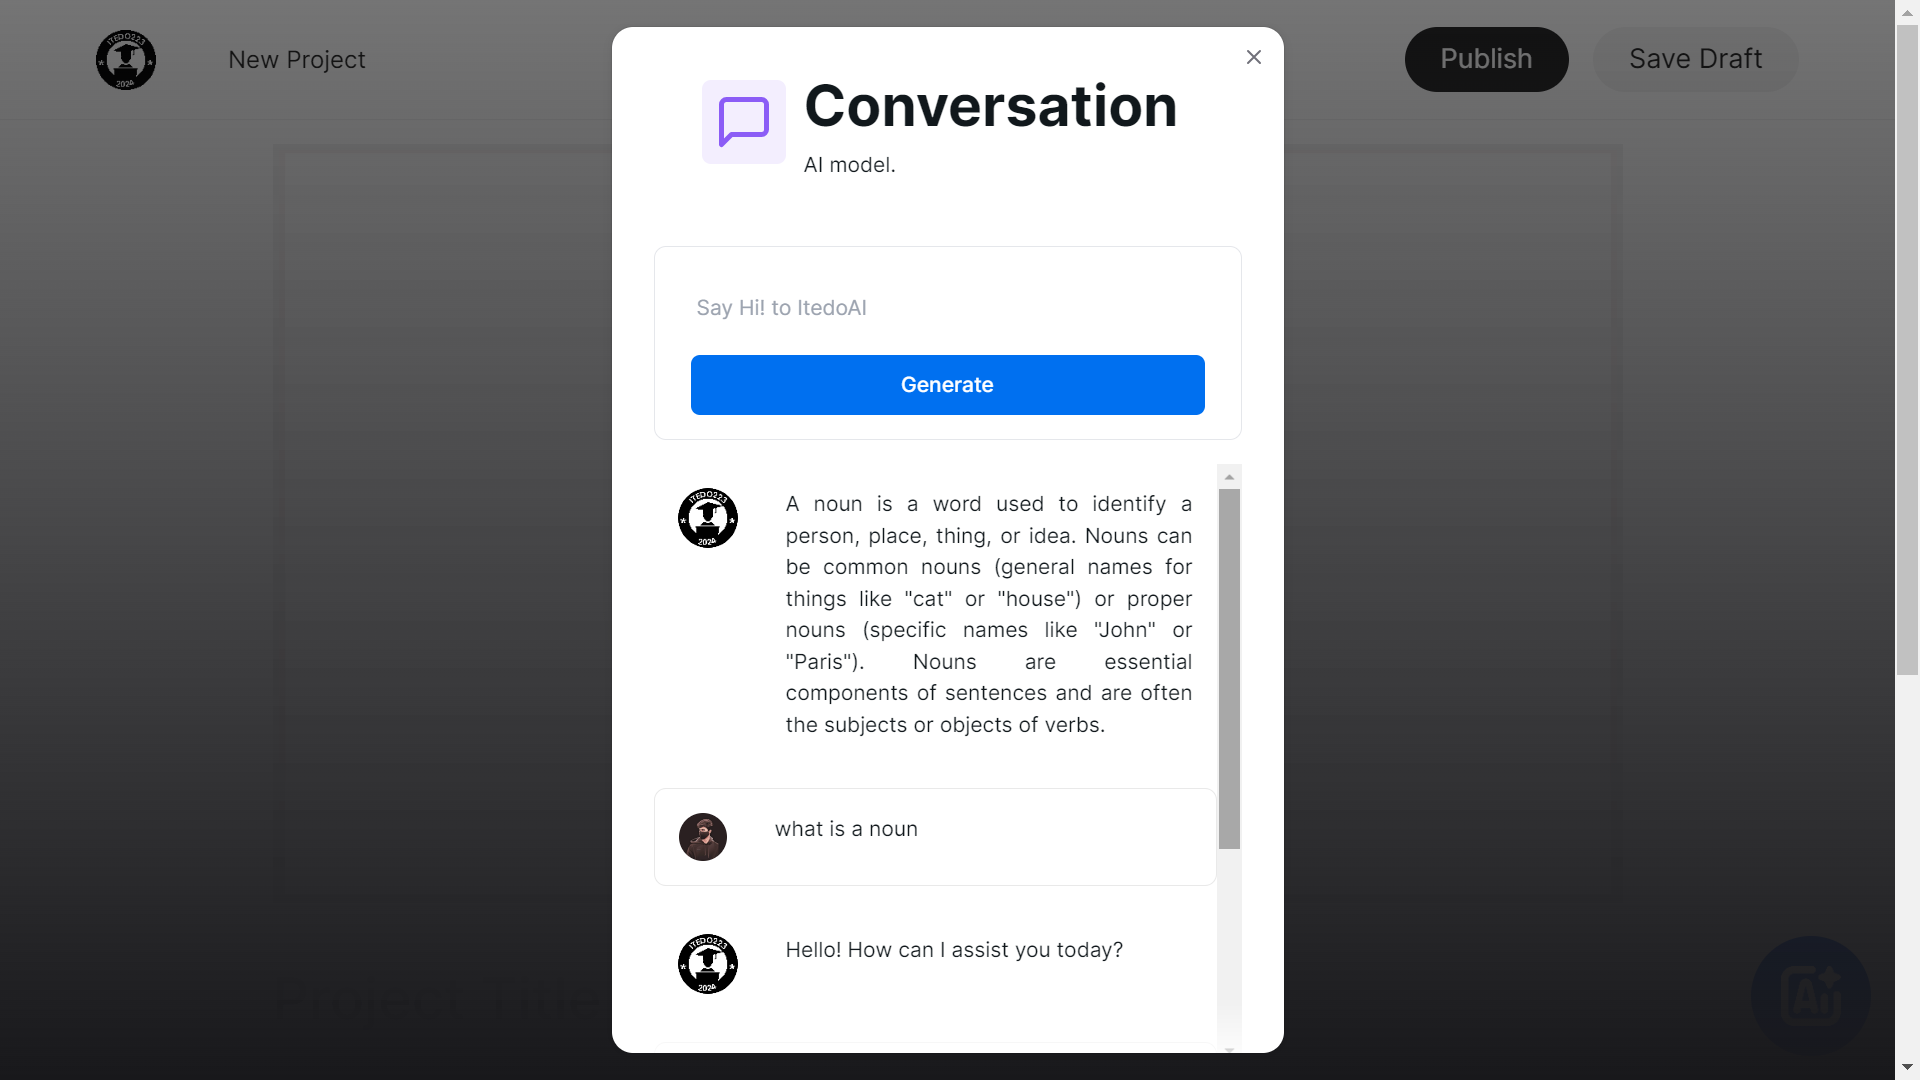 ITEDO223
2024
New Project
Publish
Save Draft
Conversation
AI model.
Say Hi! to ItedoAI
Generate
ITEDO223
2024
A noun is a word used to identify a
person, place, thing, or idea. Nouns can
be common nouns (general names for
things like "cat" or "house") or proper
nouns (specific names like "John" or
"Paris"). Nouns are essential
components of sentences and are often
the subjects or objects of verbs.
what is a noun
ITEDO223
2024
Hello! How can I assist you today?
Project Title
Ai